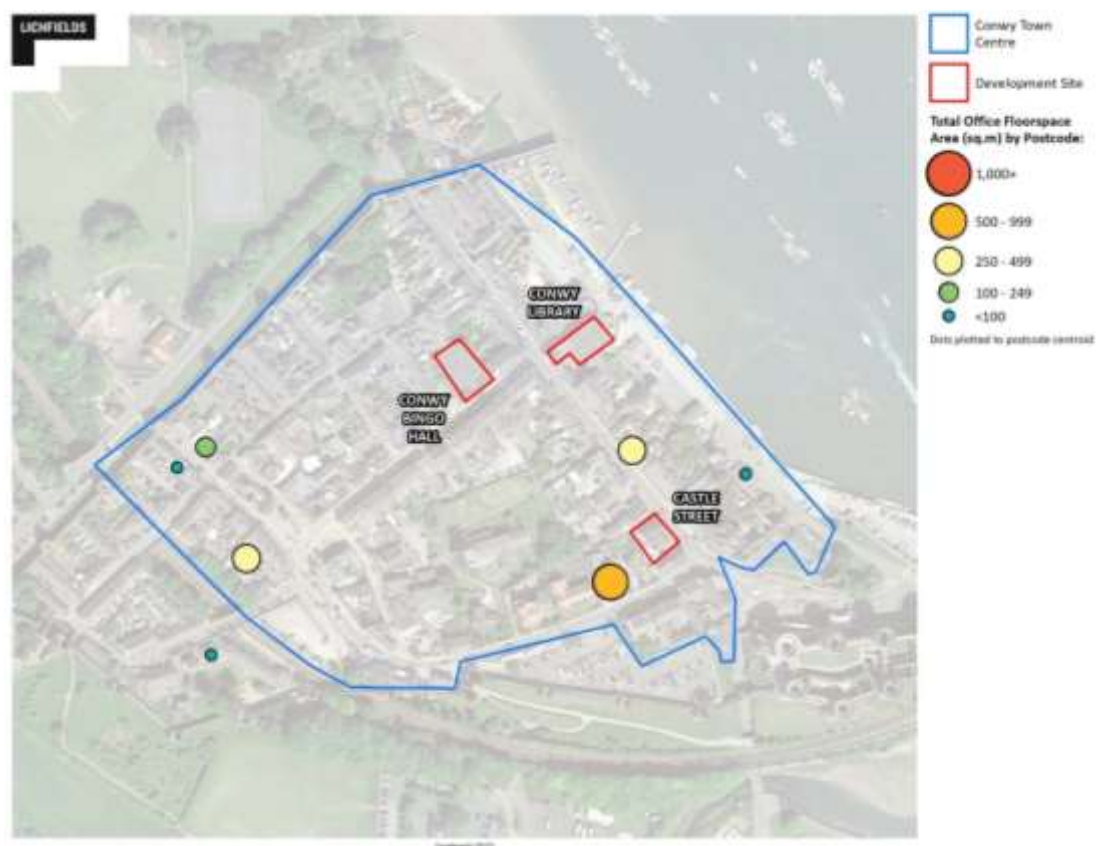 LICHFIELDS
Conwy Town
Centre
Development Site
Total Office Floorspace
Area (sq.m) by Postcode:
1,000+
500 - 999
250 - 499
100 - 249
<100
Dots plotted to postcode centroid
CONWY
LIBRARY
CONWY
BINGO
HALL
CASTLE
STREET